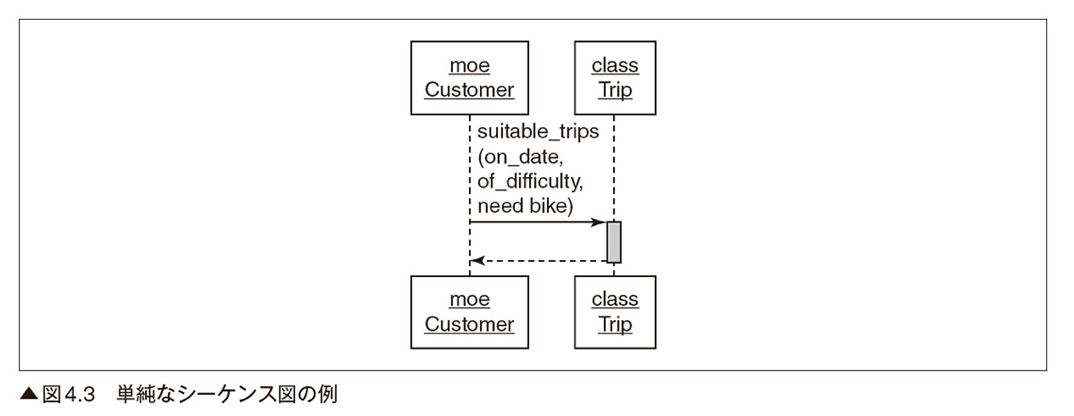 moe
Customer
class
Trip
suitable_trips
(on_date,
of_difficulty,
need bike)
moe
Customer
class
Trip
▲図4.3 単純なシーケンス図の例